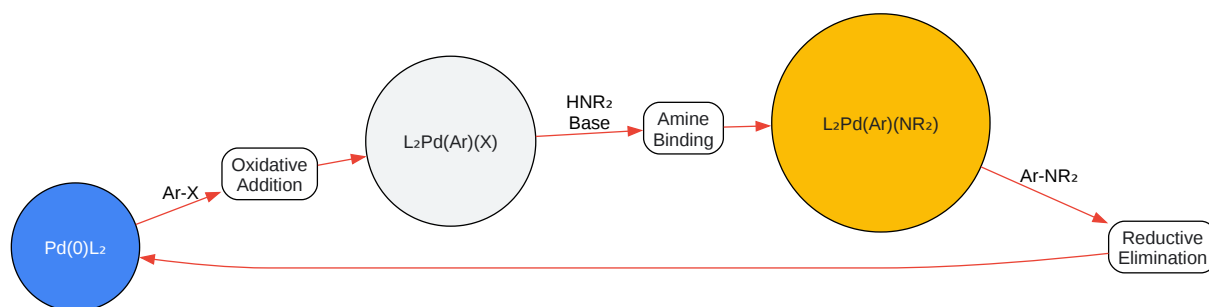 Pd(0)L₂
Ar-X
Oxidative
Addition
L₂Pd(Ar)(X)
HNR₂
Base
Amine
Binding
L₂Pd(Ar)(NR₂)
Ar-NR₂
Reductive
Elimination